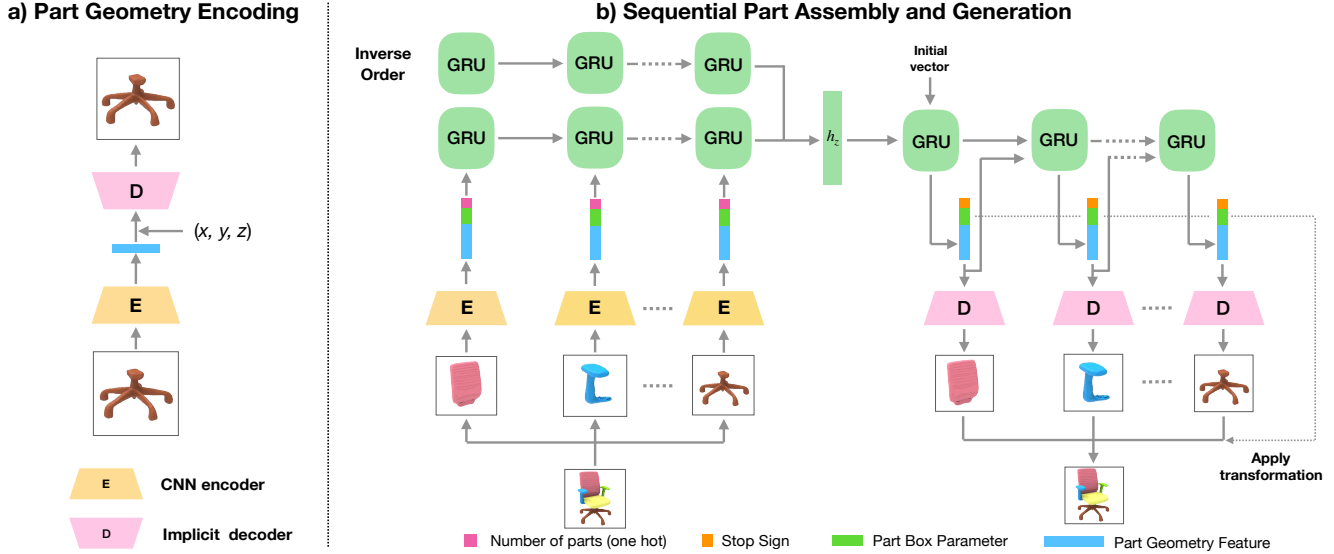 a) Part Geometry Encoding
b) Sequential Part Assembly and Generation
Inverse
Order
GRU
GRU
GRU
Initial
vector
GRU
GRU
GRU
h_z
GRU
GRU
GRU
D
(x, y, z)
E
E
E
E
D
D
D
Apply
transformation
E
CNN encoder
D
Implicit decoder
Number of parts (one hot)
Stop Sign
Part Box Parameter
Part Geometry Feature